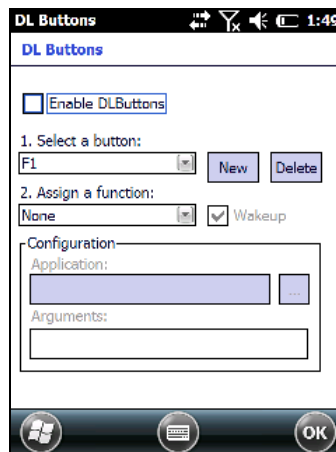 DL Buttons 1:49
DL Buttons
Enable DLButtons
1. Select a button:
F1 New Delete
2. Assign a function:
None Wakeup
Configuration
Application:
...
Arguments:
OK